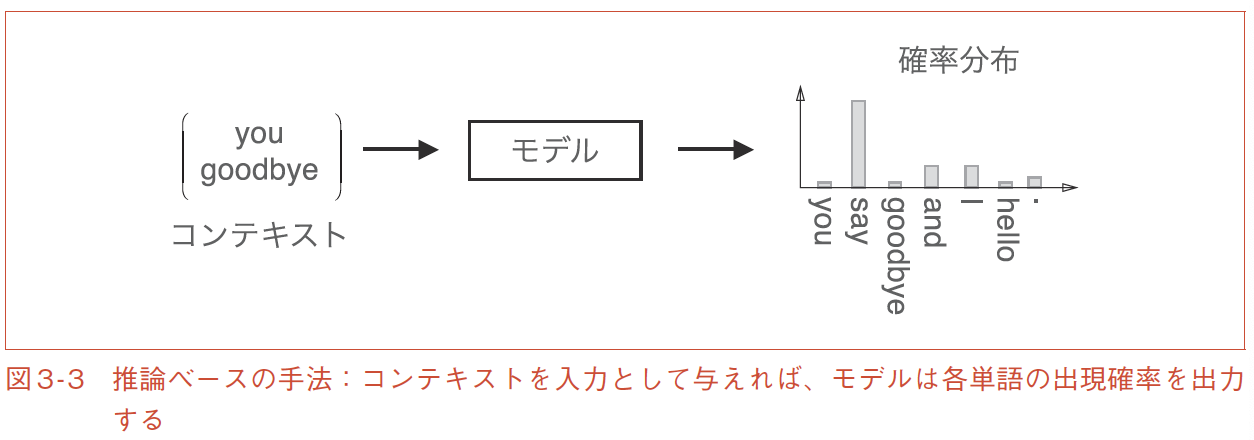 確率分布
you
goodbye
モデル
コンテキスト
you
say
goodbye
and
I
hello
.
図3-3 推論ベースの手法：コンテキストを入力として与えれば、モデルは各単語の出現確率を出力
する